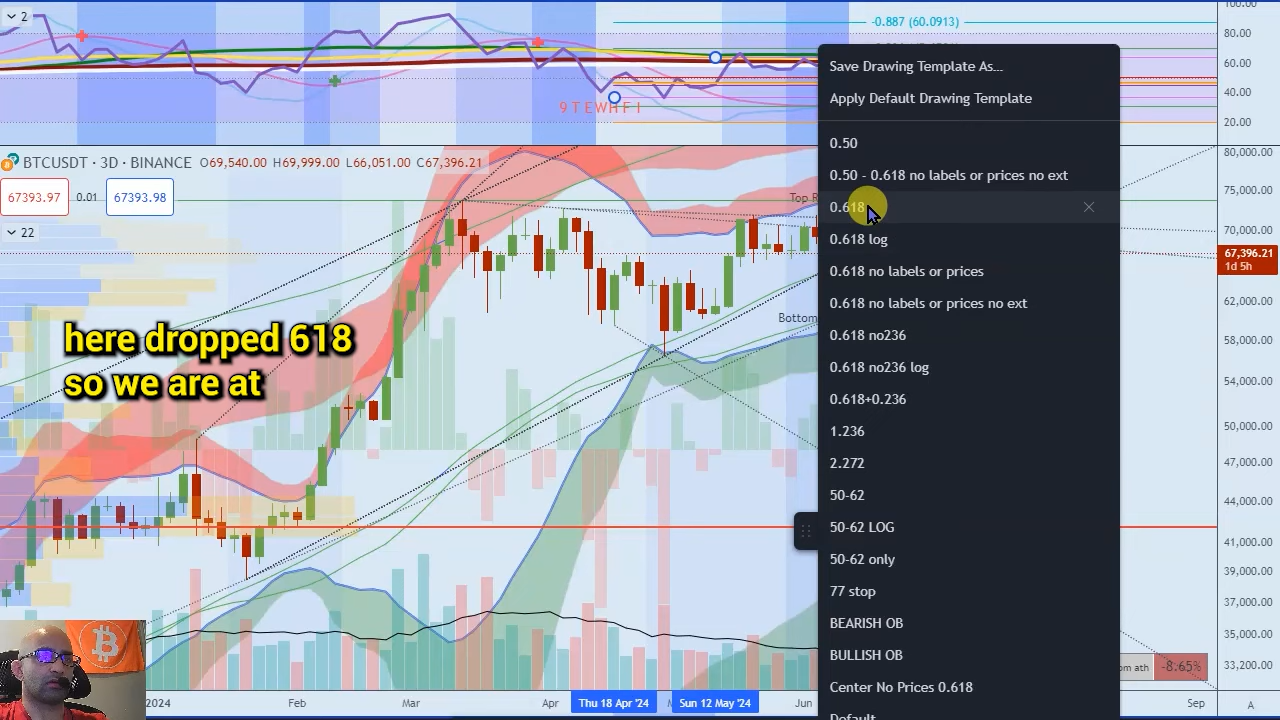 2
-0.887 (60.0913)
100.00
80.00
60.00
40.00
20.00
9 T E W H F I
BTCUSDT · 3D · BINANCE O69,540.00 H69,999.00 L66,051.00 C67,396.21
67393.97 0.01 67393.98
22
Top R
Bottom
here dropped 618
so we are at
Save Drawing Template As...
Apply Default Drawing Template
0.50
0.50 - 0.618 no labels or prices no ext
0.618
0.618 log
0.618 no labels or prices
0.618 no labels or prices no ext
0.618 no236
0.618 no236 log
0.618+0.236
1.236
2.272
50-62
50-62 LOG
50-62 only
77 stop
BEARISH OB
BULLISH OB
Center No Prices 0.618
Default
80,000.00
75,000.00
70,000.00
67,396.21
1d 5h
62,000.00
58,000.00
54,000.00
50,000.00
47,000.00
44,000.00
41,000.00
39,000.00
37,000.00
35,000.00
33,200.00
om ath -8.65%
2024 Feb Mar Apr Thu 18 Apr '24 Sun 12 May '24 Jun Sep A